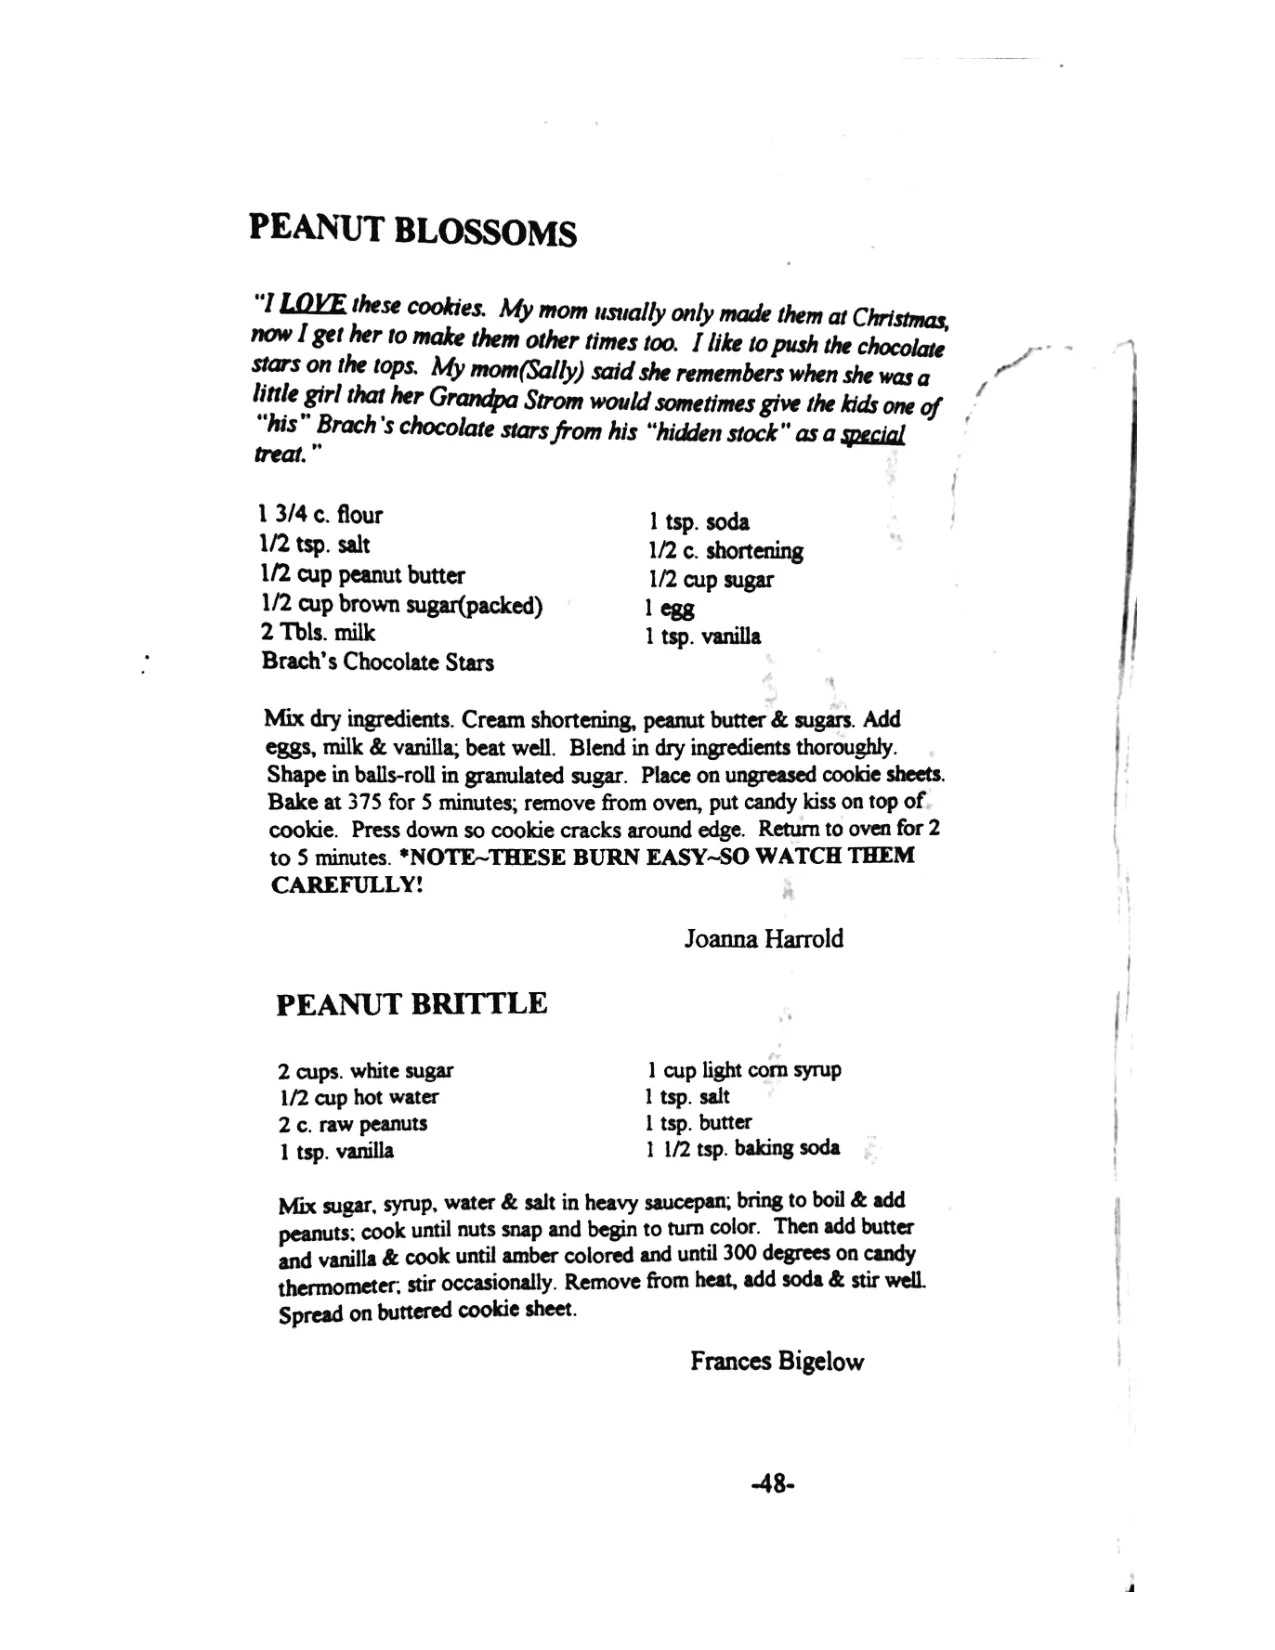 PEANUT BLOSSOMS
"I LOVE these cookies. My mom usually only made them at Christmas,
now I get her to make them other times too. I like to push the chocolate
stars on the tops. My mom(Sally) said she remembers when she was a
little girl that her Grandpa Strom would sometimes give the kids one of
"his" Brach's chocolate stars from his "hidden stock" as a special
treat."
1 3/4 c. flour
1/2 tsp. salt
1/2 cup peanut butter
1/2 cup brown sugar(packed)
2 Tbls. milk
Brach's Chocolate Stars
1 tsp. soda
1/2 c. shortening
1/2 cup sugar
1 egg
1 tsp. vanilla
Mix dry ingredients. Cream shortening, peanut butter & sugars. Add
eggs, milk & vanilla; beat well. Blend in dry ingredients thoroughly.
Shape in balls-roll in granulated sugar. Place on ungreased cookie sheets.
Bake at 375 for 5 minutes; remove from oven, put candy kiss on top of
cookie. Press down so cookie cracks around edge. Return to oven for 2
to 5 minutes. *NOTE~THESE BURN EASY~SO WATCH THEM
CAREFULLY!
Joanna Harrold
PEANUT BRITTLE
2 cups. white sugar
1/2 cup hot water
2 c. raw peanuts
1 tsp. vanilla
1 cup light corn syrup
1 tsp. salt
1 tsp. butter
1 1/2 tsp. baking soda
Mix sugar, syrup, water & salt in heavy saucepan; bring to boil & add
peanuts; cook until nuts snap and begin to turn color. Then add butter
and vanilla & cook until amber colored and until 300 degrees on candy
thermometer; stir occasionally. Remove from heat, add soda & stir well.
Spread on buttered cookie sheet.
Frances Bigelow
-48-